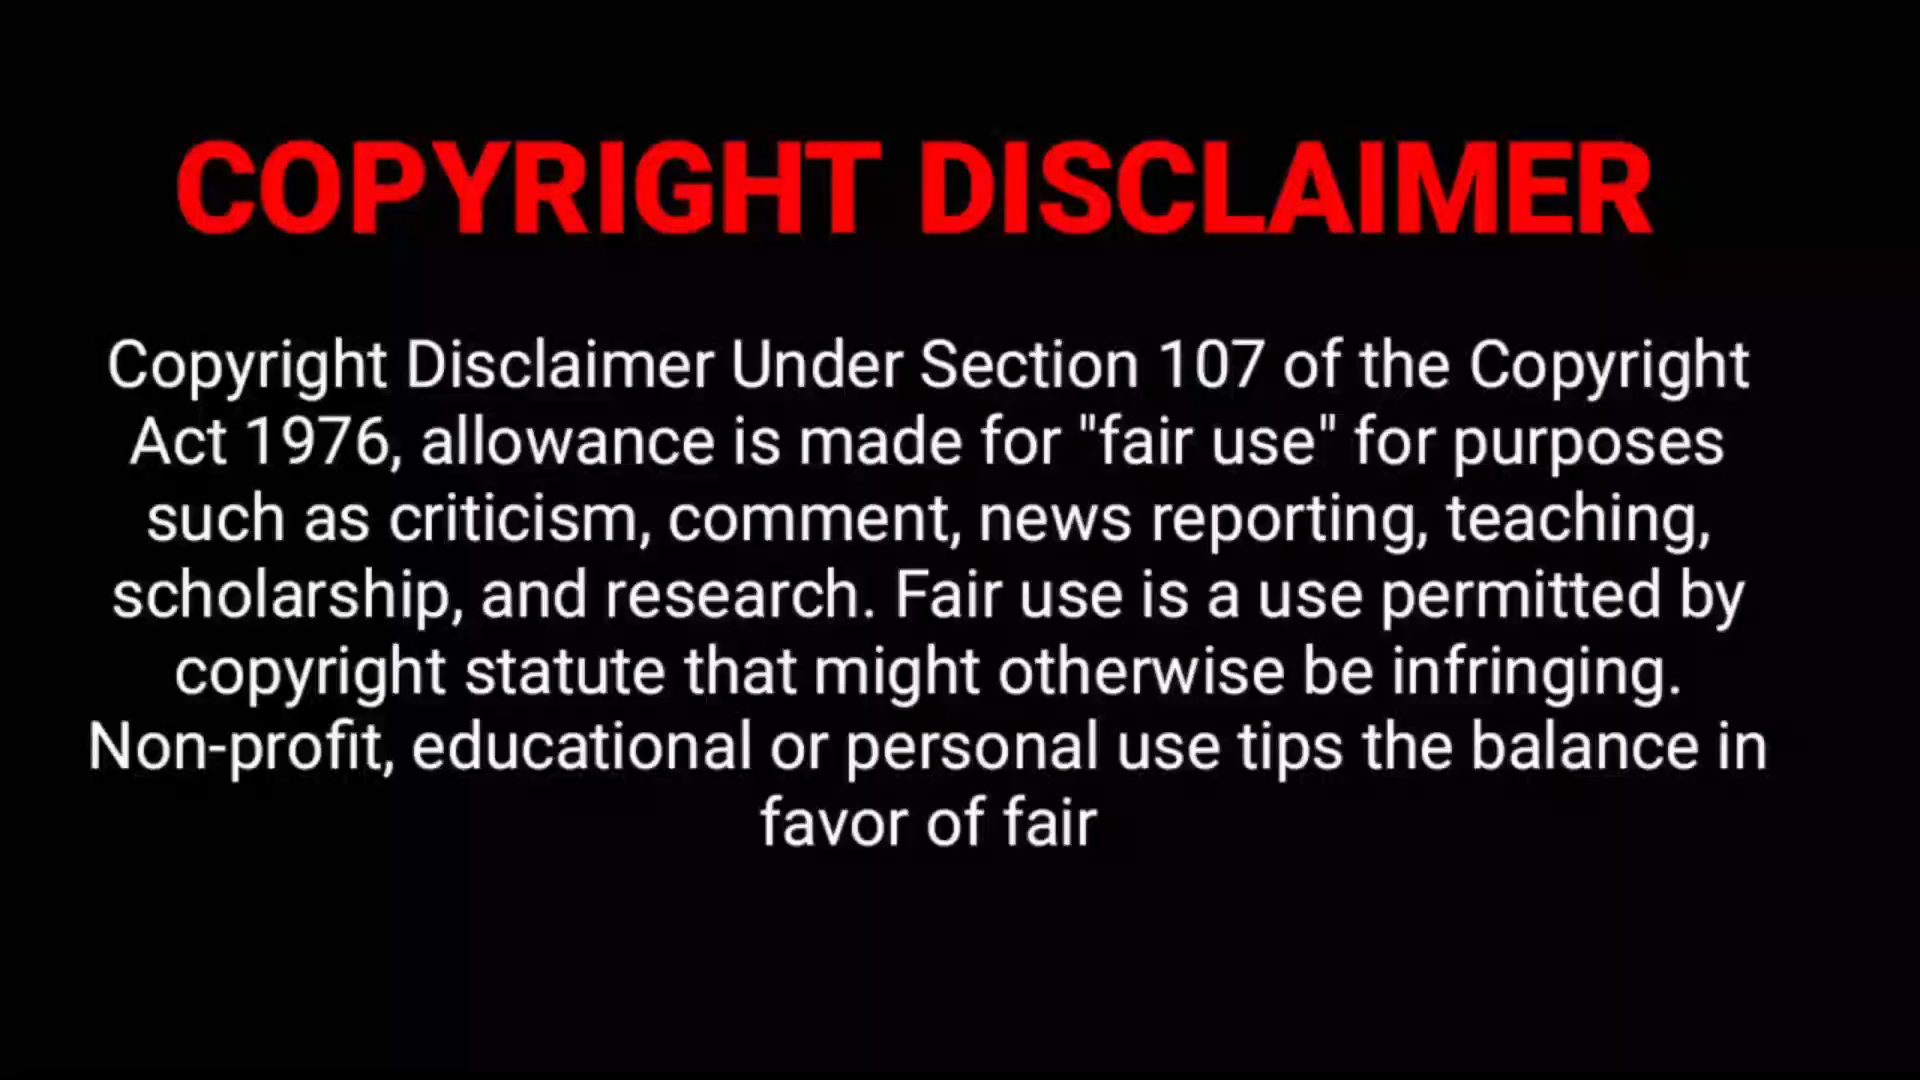 COPYRIGHT DISCLAIMER
Copyright Disclaimer Under Section 107 of the Copyright
Act 1976, allowance is made for "fair use" for purposes
such as criticism, comment, news reporting, teaching,
scholarship, and research. Fair use is a use permitted by
copyright statute that might otherwise be infringing.
Non-profit, educational or personal use tips the balance in
favor of fair